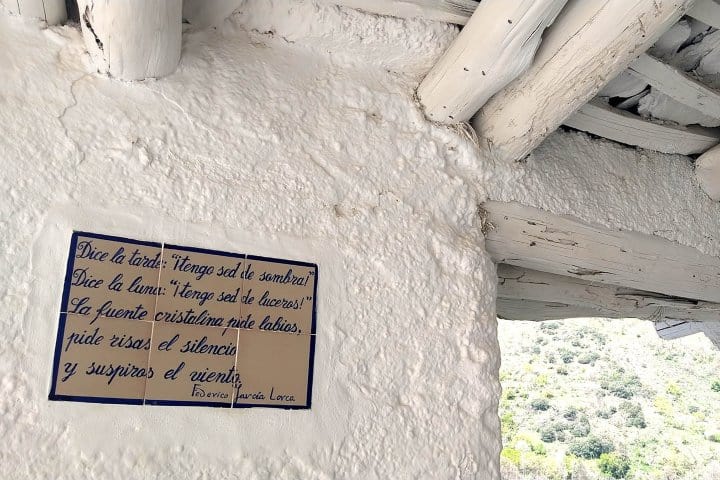 Dice la tarde: "¡tengo sed de sombra!"
Dice la luna: "¡tengo sed de luceros!"
La fuente cristalina pide labios,
pide risas el silencio
y suspiros el viento.
Federico García Lorca